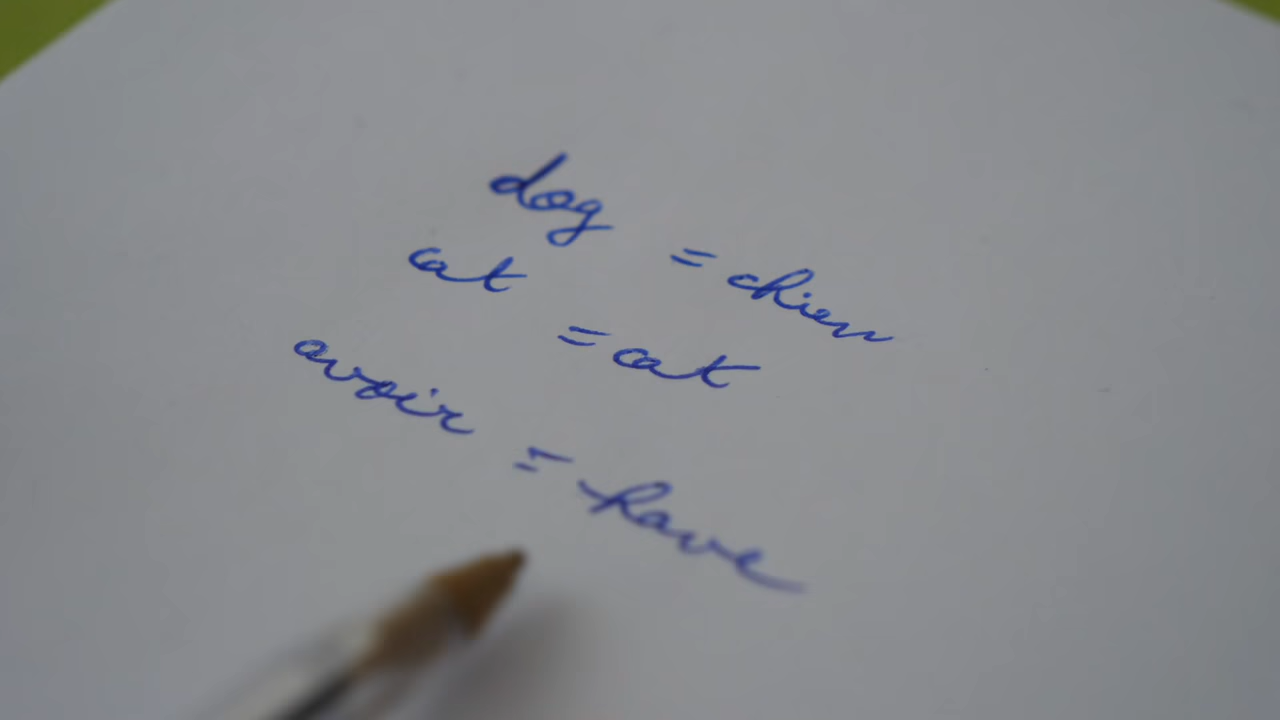 dog = chien
cat = cat
avoir = have